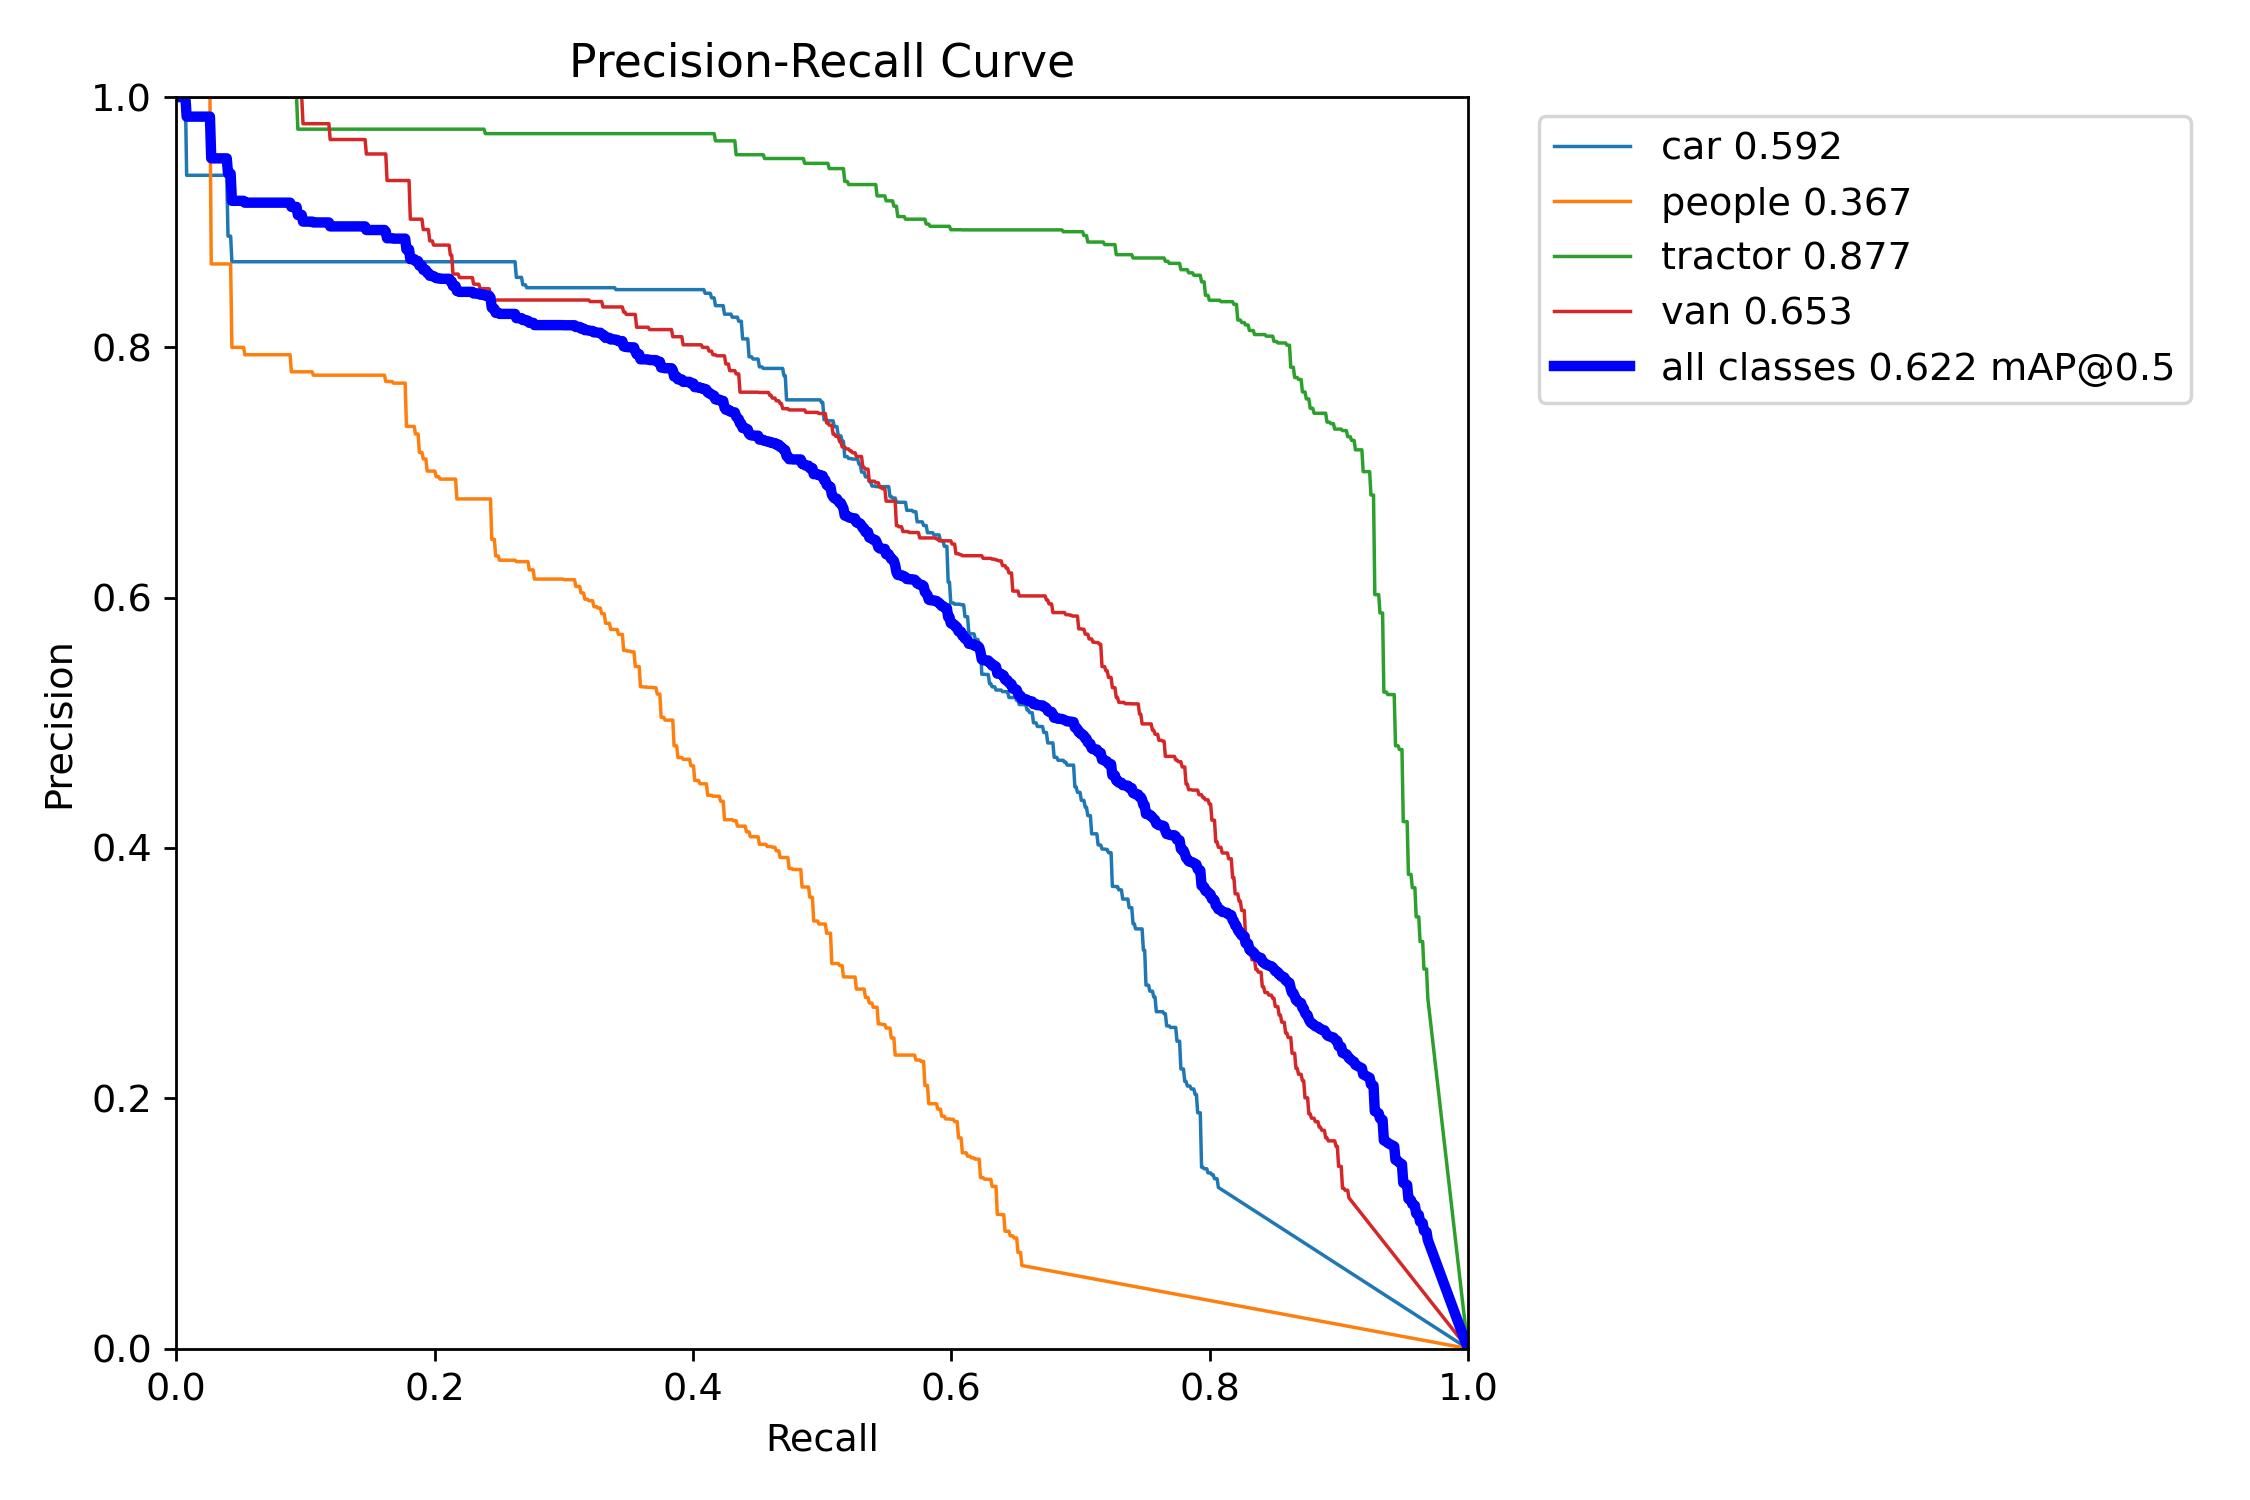 Precision-Recall Curve
1.0
0.8
0.6
0.4
0.2
0.0
Precision
0.0 0.2 0.4 0.6 0.8 1.0
Recall
car 0.592
people 0.367
tractor 0.877
van 0.653
all classes 0.622 mAP@0.5